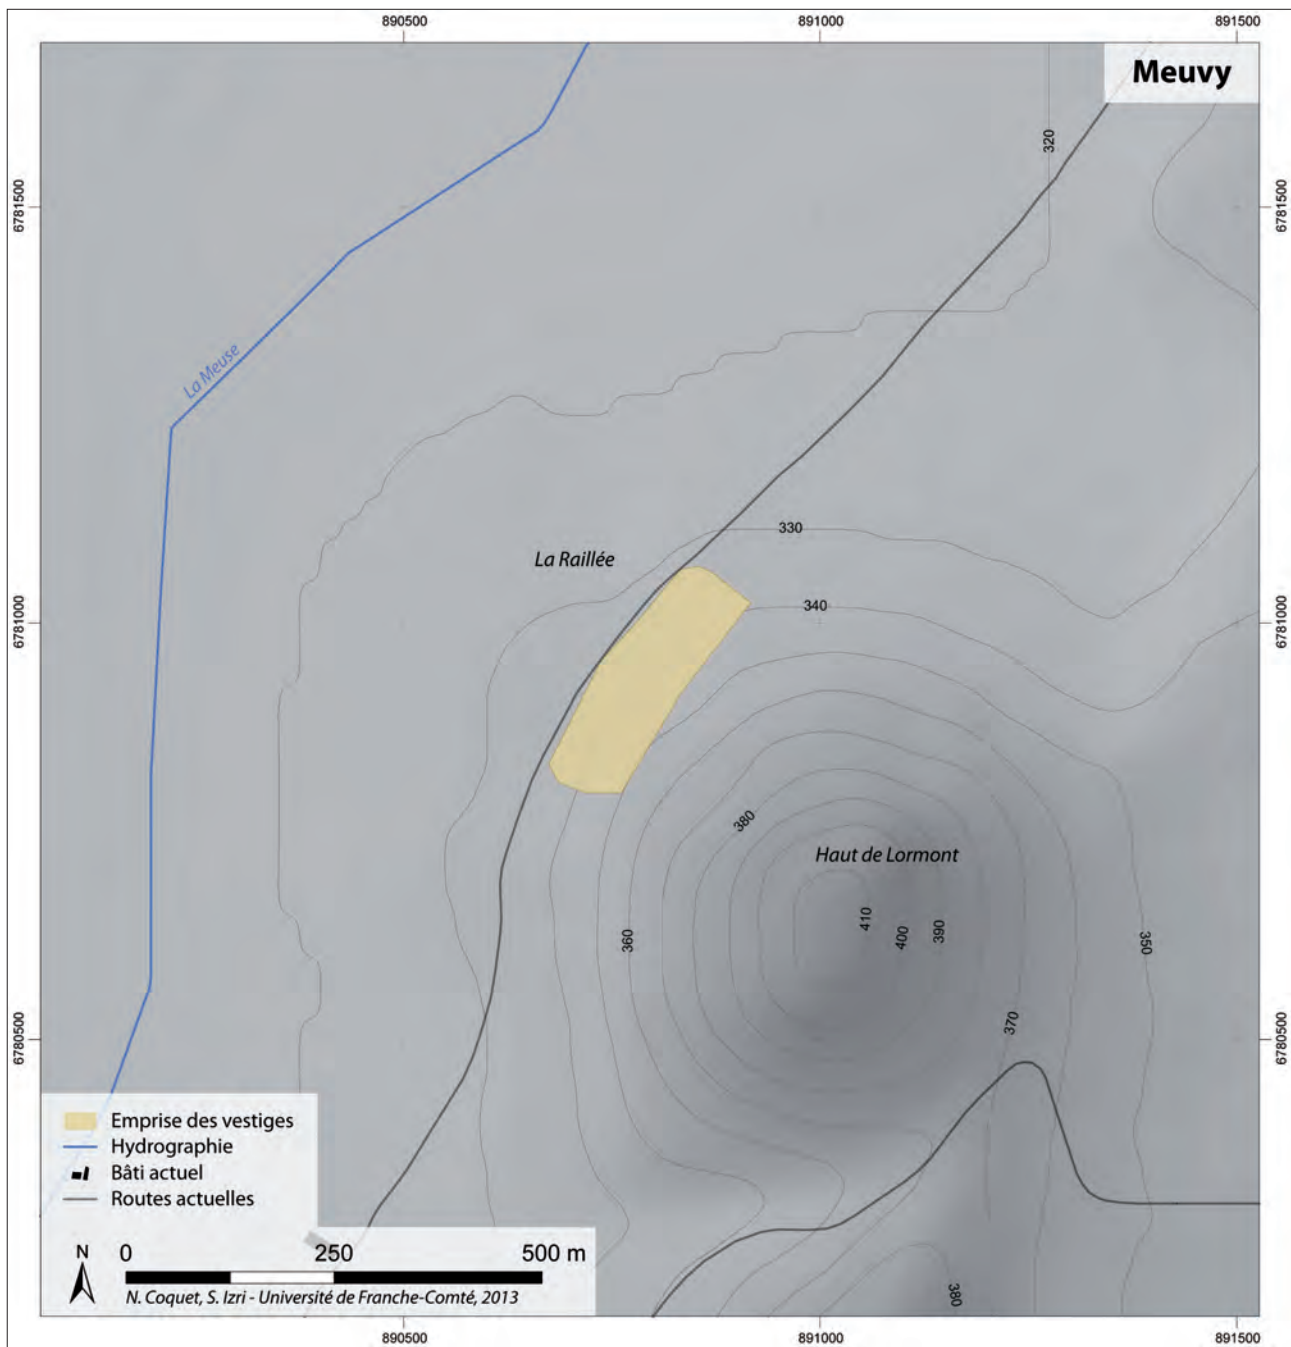 890500 891000 891500
Meuvy
320
6781500 6781500
La Meuse
330
La Raillée
340
6781000 6781000
380
Haut de Lormont
410
400
390
360
350
370
6780500 6780500
Emprise des vestiges
Hydrographie
Bâti actuel
Routes actuelles
N 0 250 500 m
N. Coquet, S. Izri - Université de Franche-Comté, 2013
380
890500 891000 891500